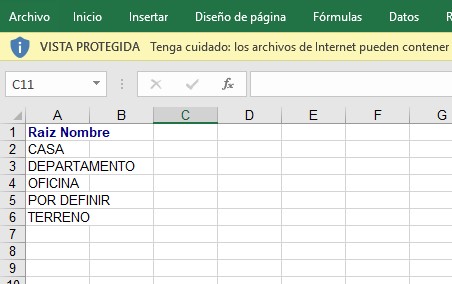 Archivo Inicio Insertar Diseño de página Fórmulas Datos R
VISTA PROTEGIDA Tenga cuidado: los archivos de Internet pueden contener
C11 fx
A B C D E F G
1 Raiz Nombre
2 CASA
3 DEPARTAMENTO
4 OFICINA
5 POR DEFINIR
6 TERRENO
7
8
9
10